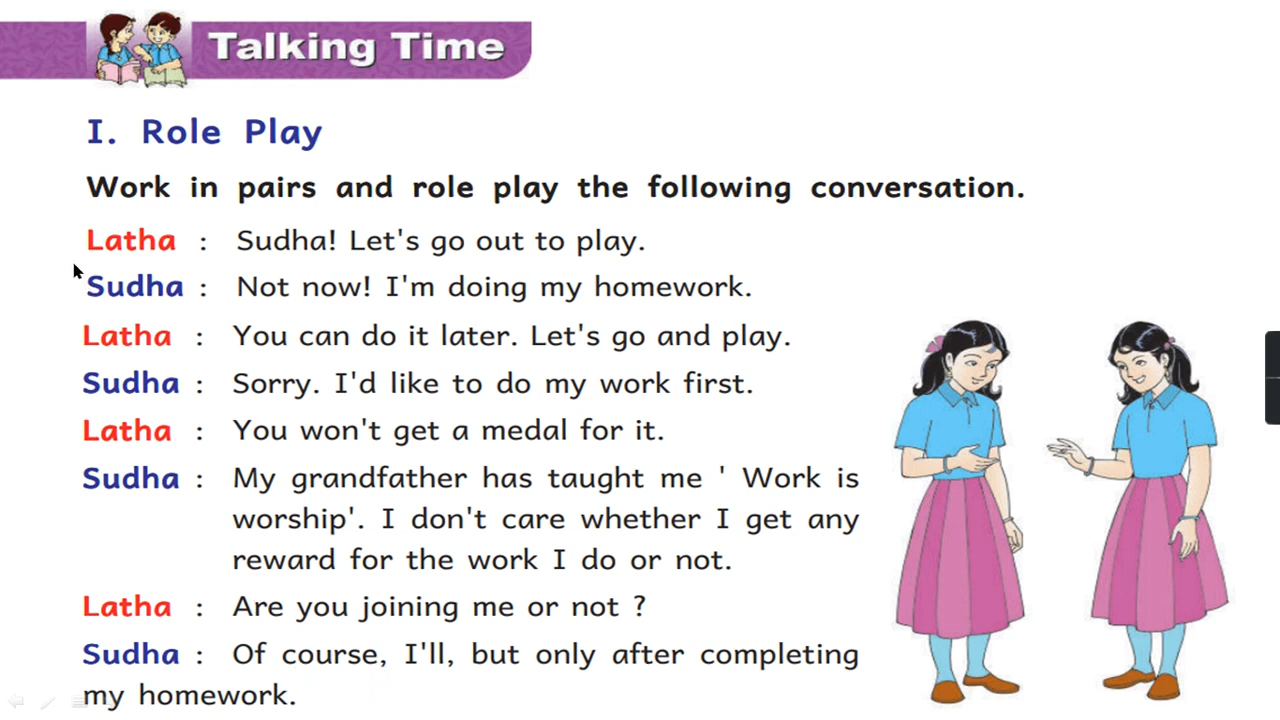 Talking Time
I. Role Play
Work in pairs and role play the following conversation.
Latha : Sudha! Let's go out to play.
Sudha : Not now! I'm doing my homework.
Latha : You can do it later. Let's go and play.
Sudha : Sorry. I'd like to do my work first.
Latha : You won't get a medal for it.
Sudha : My grandfather has taught me ' Work is
worship'. I don't care whether I get any
reward for the work I do or not.
Latha : Are you joining me or not ?
Sudha : Of course, I'll, but only after completing
my homework.